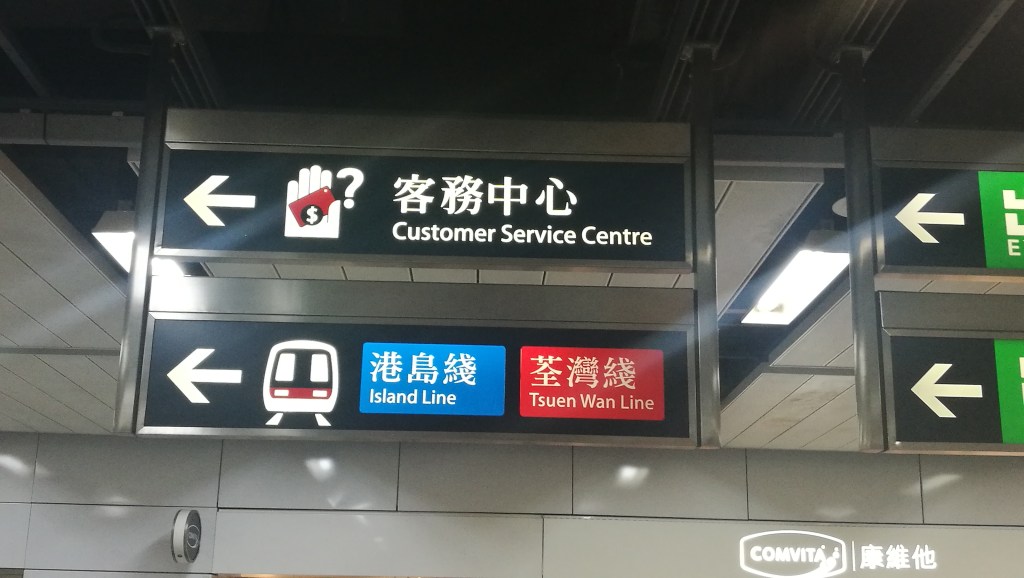 ?
$
客務中心
Customer Service Centre
港島綫
Island Line
荃灣綫
Tsuen Wan Line
COMVITA
康維他